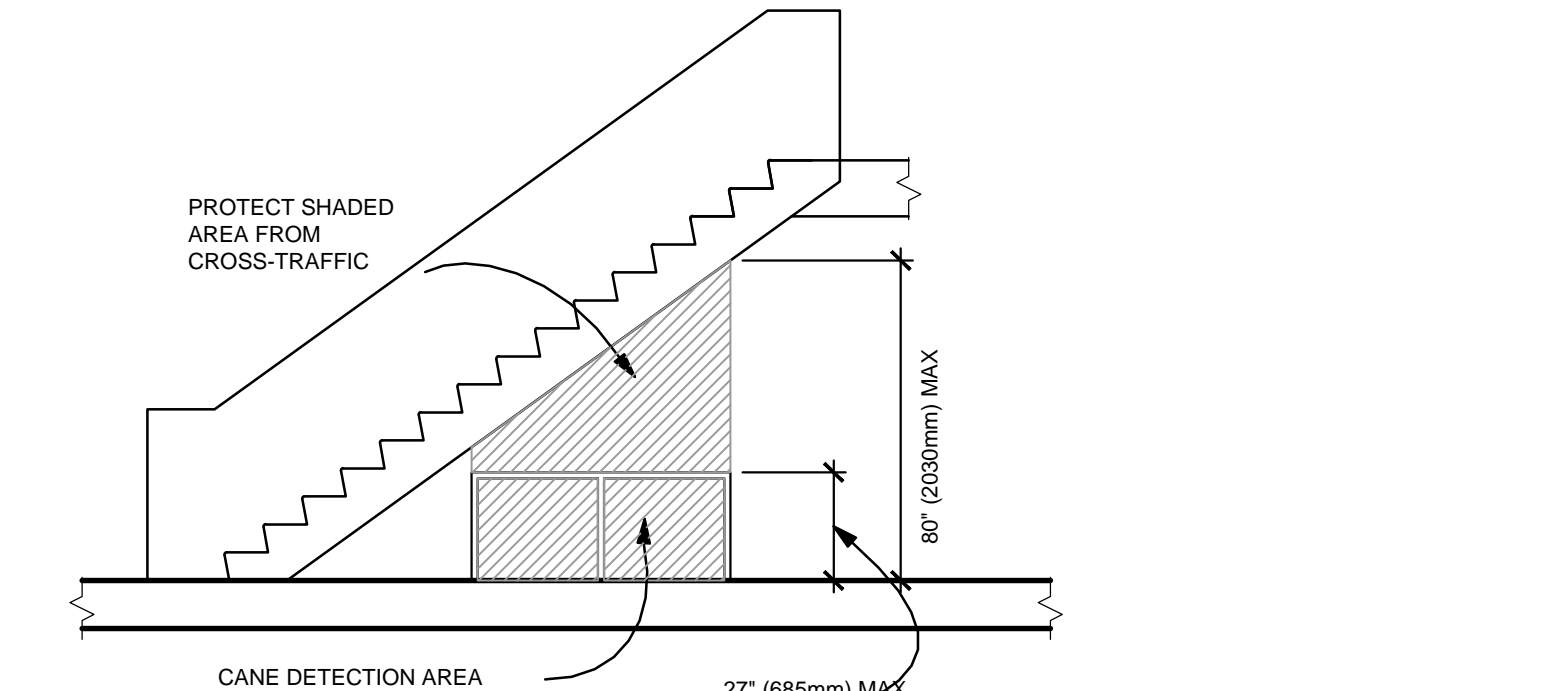 PROTECT SHADED
AREA FROM
CROSS-TRAFFIC
80" (2030mm) MAX
CANE DETECTION AREA
27" (685mm) MAX